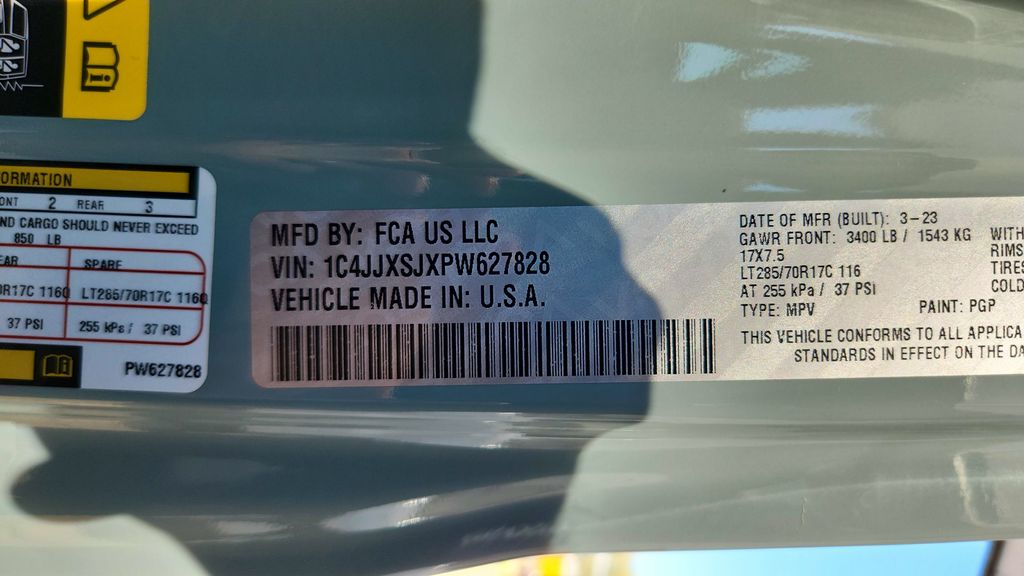 ORMATION
ONT 2 REAR 3
ND CARGO SHOULD NEVER EXCEED
850 LB
EAR SPARE
0R17C 116Q LT285/70R17C 116Q
37 PSI 255 kPa / 37 PSI
PW627828
MFD BY: FCA US LLC
VIN: 1C4JJXSJXPW627828
VEHICLE MADE IN: U.S.A.
DATE OF MFR (BUILT): 3-23
GAWR FRONT: 3400 LB / 1543 KG WITH
17X7.5 RIMS
LT285/70R17C 116 TIRES
AT 255 kPa / 37 PSI COLD
TYPE: MPV PAINT: PGP
THIS VEHICLE CONFORMS TO ALL APPLICA
STANDARDS IN EFFECT ON THE DA